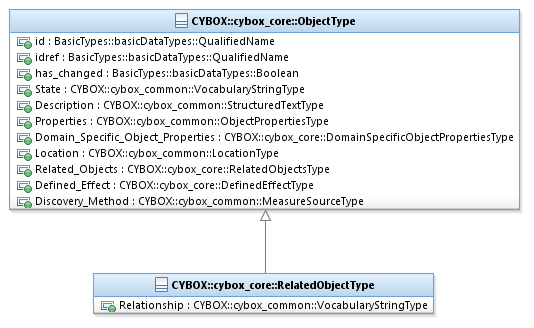 CYBOX::cybox_core::ObjectType
id : BasicTypes::basicDataTypes::QualifiedName
idref : BasicTypes::basicDataTypes::QualifiedName
has_changed : BasicTypes::basicDataTypes::Boolean
State : CYBOX::cybox_common::VocabularyStringType
Description : CYBOX::cybox_common::StructuredTextType
Properties : CYBOX::cybox_common::ObjectPropertiesType
Domain_Specific_Object_Properties : CYBOX::cybox_core::DomainSpecificObjectPropertiesType
Location : CYBOX::cybox_common::LocationType
Related_Objects : CYBOX::cybox_core::RelatedObjectsType
Defined_Effect : CYBOX::cybox_core::DefinedEffectType
Discovery_Method : CYBOX::cybox_common::MeasureSourceType
CYBOX::cybox_core::RelatedObjectType
Relationship : CYBOX::cybox_common::VocabularyStringType